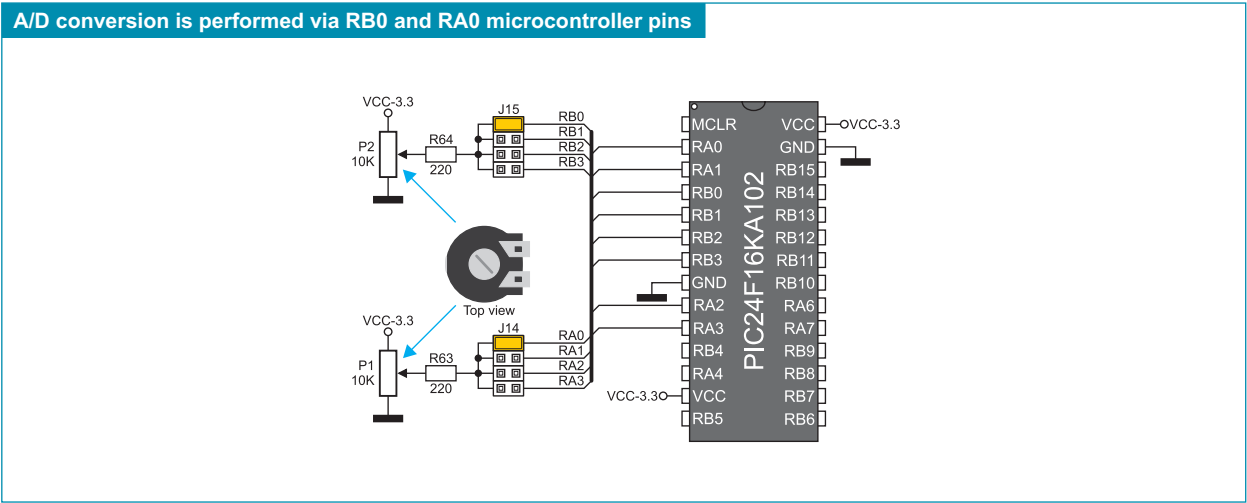 A/D conversion is performed via RB0 and RA0 microcontroller pins
VCC-3.3
P2
10K
R64
220
J15
RB0
RB1
RB2
RB3
Top view
VCC-3.3
P1
10K
R63
220
J14
RA0
RA1
RA2
RA3
MCLR
RA0
RA1
RB0
RB1
RB2
RB3
GND
RA2
RA3
RB4
RA4
VCC-3.3
VCC
RB5
PIC24F16KA102
VCC
VCC-3.3
GND
RB15
RB14
RB13
RB12
RB11
RB10
RA6
RA7
RB9
RB8
RB7
RB6